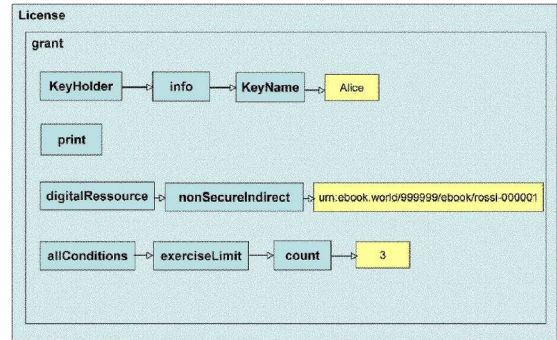 License
grant
KeyHolder info KeyName Alice
print
digitalRessource nonSecureIndirect urn:ebook.world/999999/ebook/rossi-000001
allConditions exerciseLimit count 3